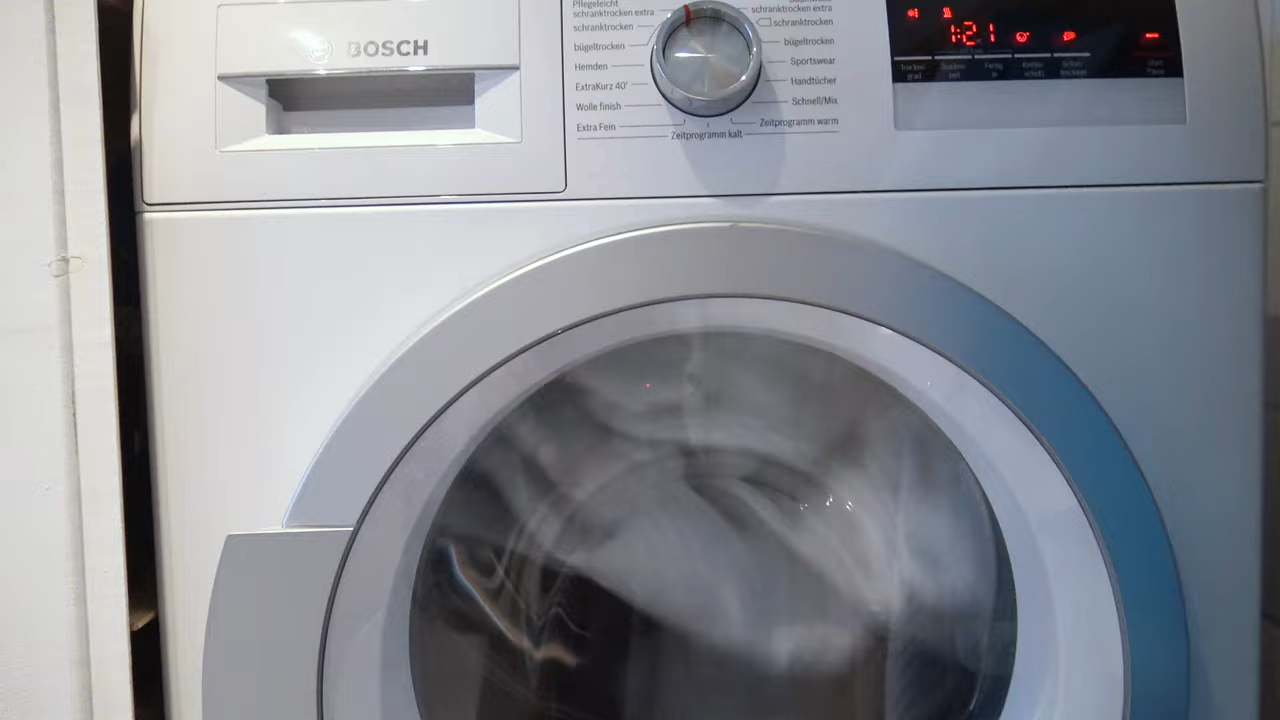 BOSCH
Pflegeleicht
schranktrocken extra
schranktrocken
bügeltrocken
Hemden
ExtraKurz 40'
Wolle finish
Extra Fein
Zeitprogramm kalt
schranktrocken extra
schranktrocken
bügeltrocken
Sportswear
Handtücher
Schnell/Mix
Zeitprogramm warm
1:21